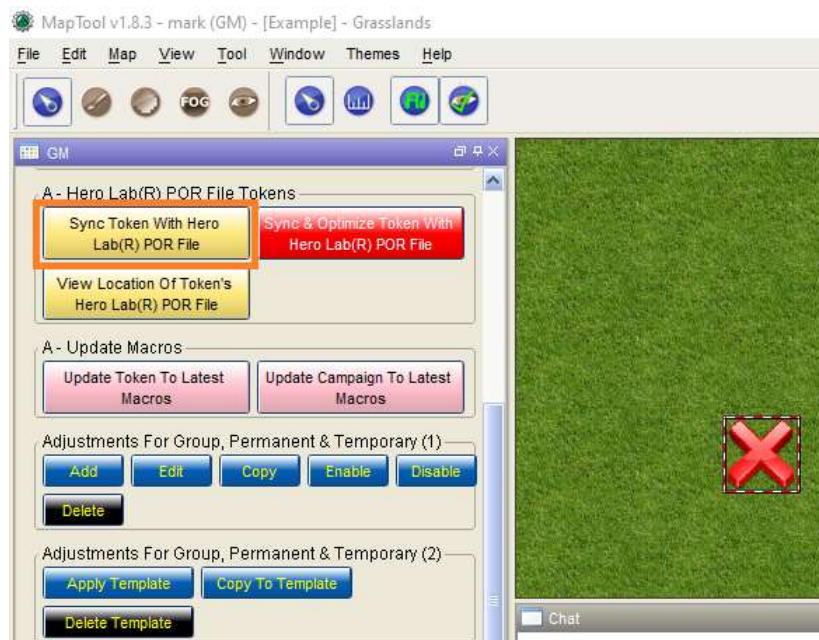 MapTool v1.8.3 - mark (GM) - [Example] - Grasslands
File Edit Map View Tool Window Themes Help
FOG
GM
A - Hero Lab(R) POR File Tokens
Sync Token With Hero
Lab(R) POR File
Sync & Optimize Token With
Hero Lab(R) POR File
View Location Of Token's
Hero Lab(R) POR File
A - Update Macros
Update Token To Latest
Macros
Update Campaign To Latest
Macros
Adjustments For Group, Permanent & Temporary (1)
Add Edit Copy Enable Disable
Delete
Adjustments For Group, Permanent & Temporary (2)
Apply Template Copy To Template
Delete Template
Chat